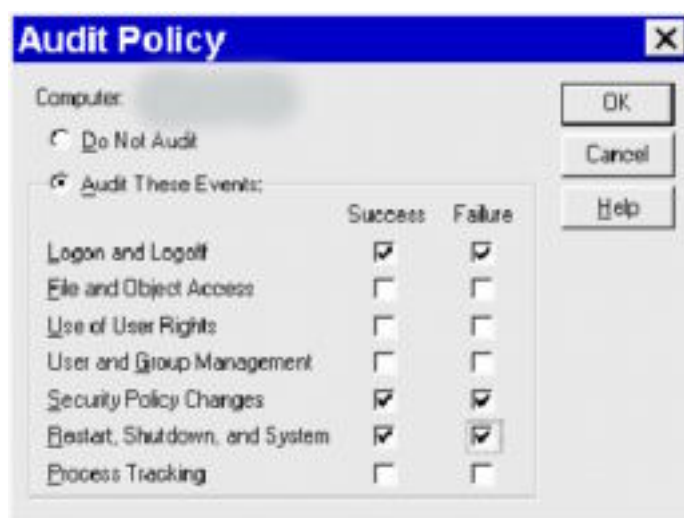 Audit Policy
Computer:
OK
Do Not Audit
Cancel
Audit These Events:
Help
Success Failure
Logon and Logoff
File and Object Access
Use of User Rights
User and Group Management
Security Policy Changes
Restart, Shutdown, and System
Process Tracking